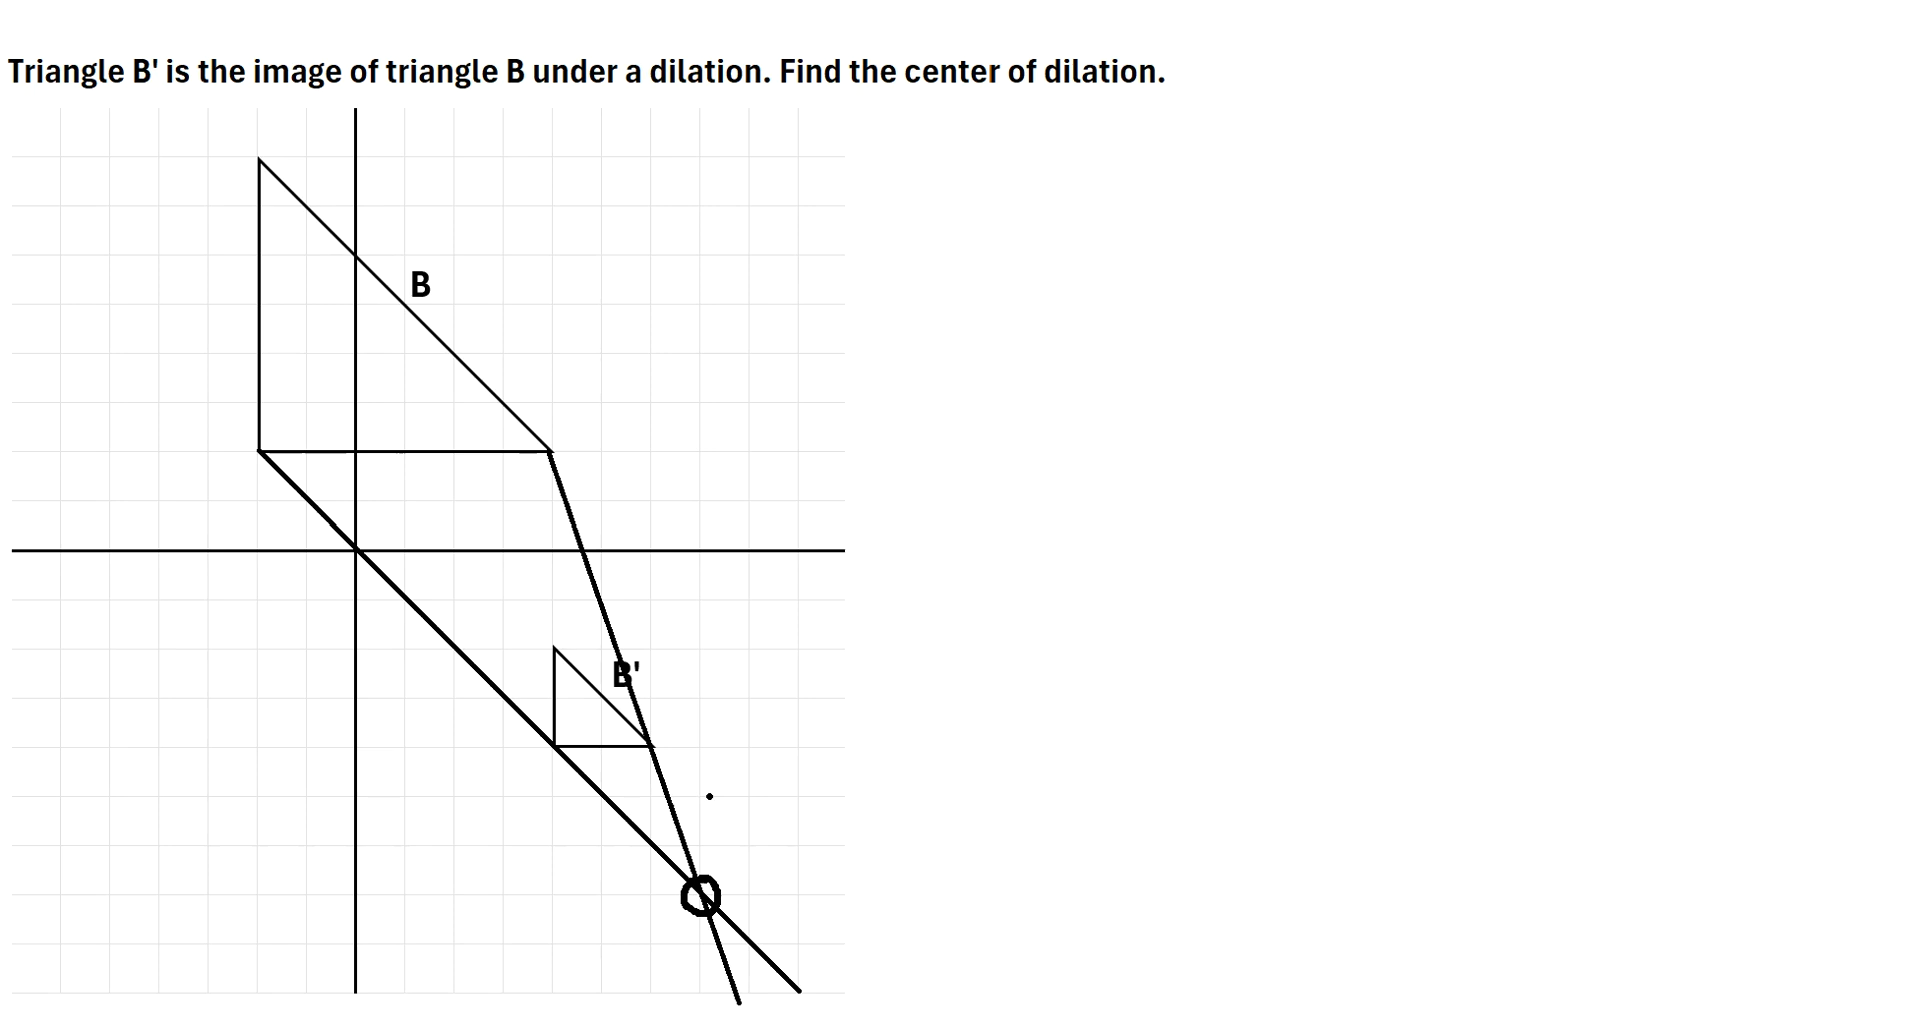 Triangle B' is the image of triangle B under a dilation. Find the center of dilation.
B
B'